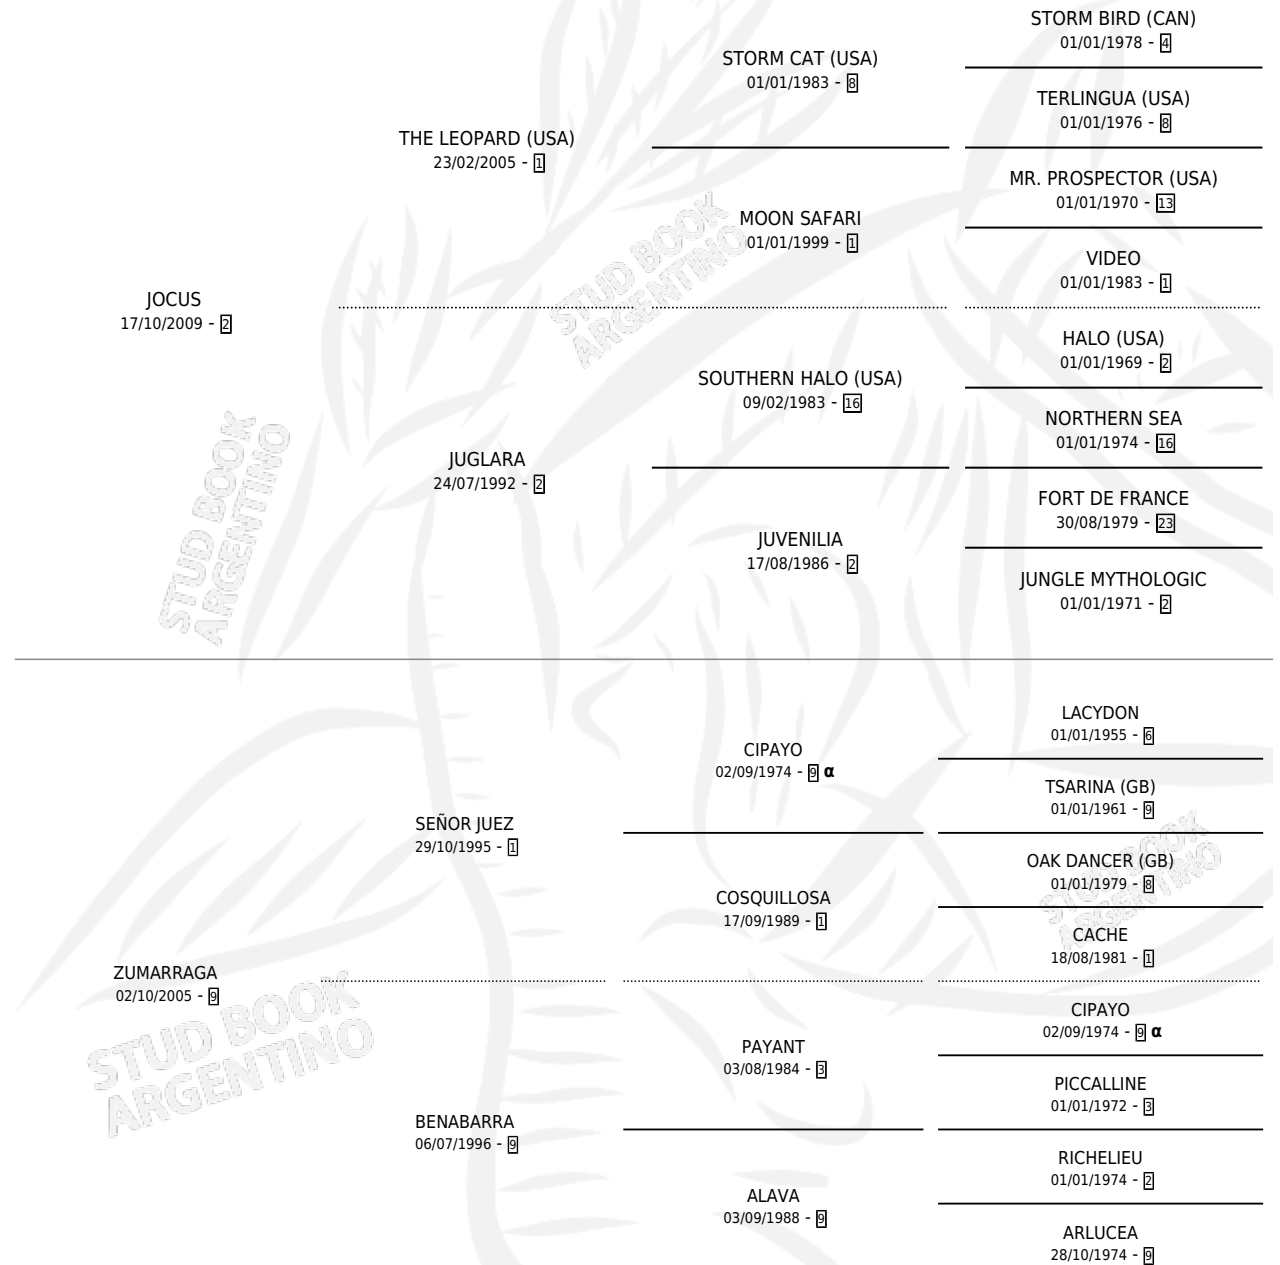 STORM BIRD (CAN)
01/01/1978 - 4
STORM CAT (USA)
01/01/1983 - 8
TERLINGUA (USA)
01/01/1976 - 8
THE LEOPARD (USA)
23/02/2005 - 1
MR. PROSPECTOR (USA)
01/01/1970 - 13
MOON SAFARI
01/01/1999 - 1
VIDEO
01/01/1983 - 1
JOCUS
17/10/2009 - 2
HALO (USA)
01/01/1969 - 2
SOUTHERN HALO (USA)
09/02/1983 - 16
NORTHERN SEA
01/01/1974 - 16
JUGLARA
24/07/1992 - 2
FORT DE FRANCE
30/08/1979 - 23
JUVENILIA
17/08/1986 - 2
JUNGLE MYTHOLOGIC
01/01/1971 - 2
STUD BOOK
ARGENTINO
STUD BOOK
ARGENTINO
LACYDON
01/01/1955 - 6
CIPAYO
02/09/1974 - 9 α
TSARINA (GB)
01/01/1961 - 9
SEÑOR JUEZ
29/10/1995 - 1
OAK DANCER (GB)
01/01/1979 - 8
COSQUILLOSA
17/09/1989 - 1
CACHE
18/08/1981 - 1
ZUMARRAGA
02/10/2005 - 9
CIPAYO
02/09/1974 - 9 α
PAYANT
03/08/1984 - 3
PICCALLINE
01/01/1972 - 3
BENABARRA
06/07/1996 - 9
RICHELIEU
01/01/1974 - 2
ALAVA
03/09/1988 - 9
ARLUCEA
28/10/1974 - 9
STUD BOOK
ARGENTINO
STUD BOOK
ARGENTINO